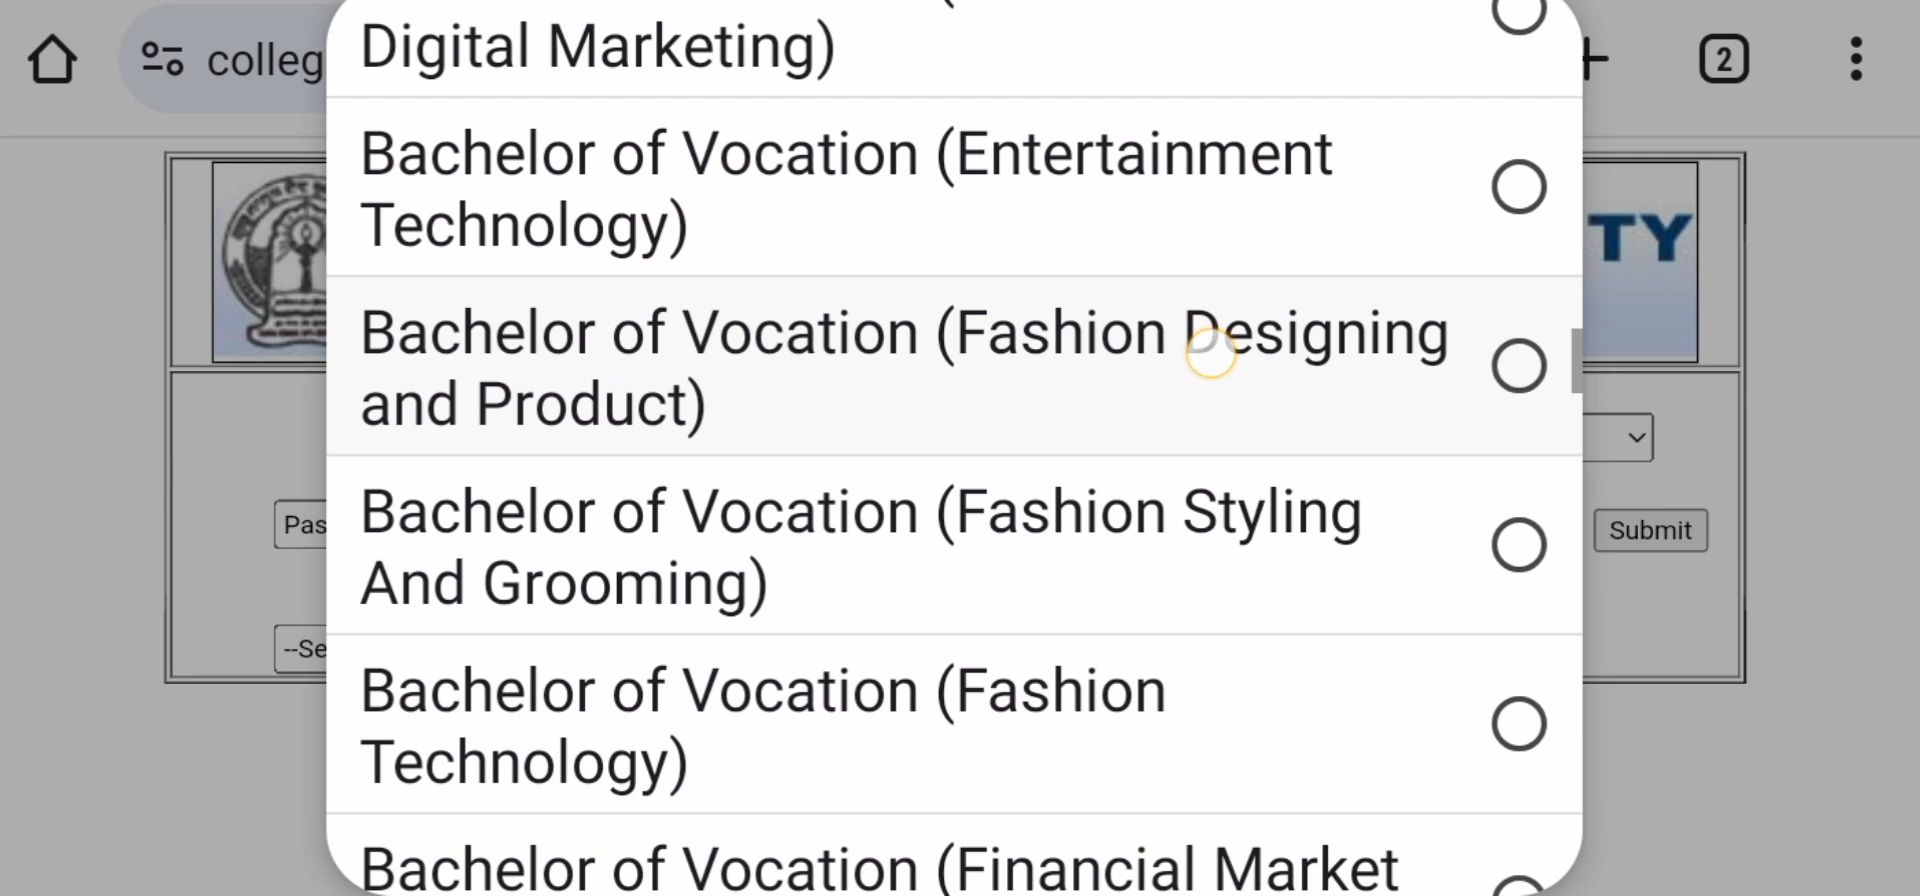 colleg
2
Digital Marketing)
Bachelor of Vocation (Entertainment
Technology)
Bachelor of Vocation (Fashion Designing
and Product)
Bachelor of Vocation (Fashion Styling
And Grooming)
Bachelor of Vocation (Fashion
Technology)
Bachelor of Vocation (Financial Market
TY
Pas
Submit
--Se